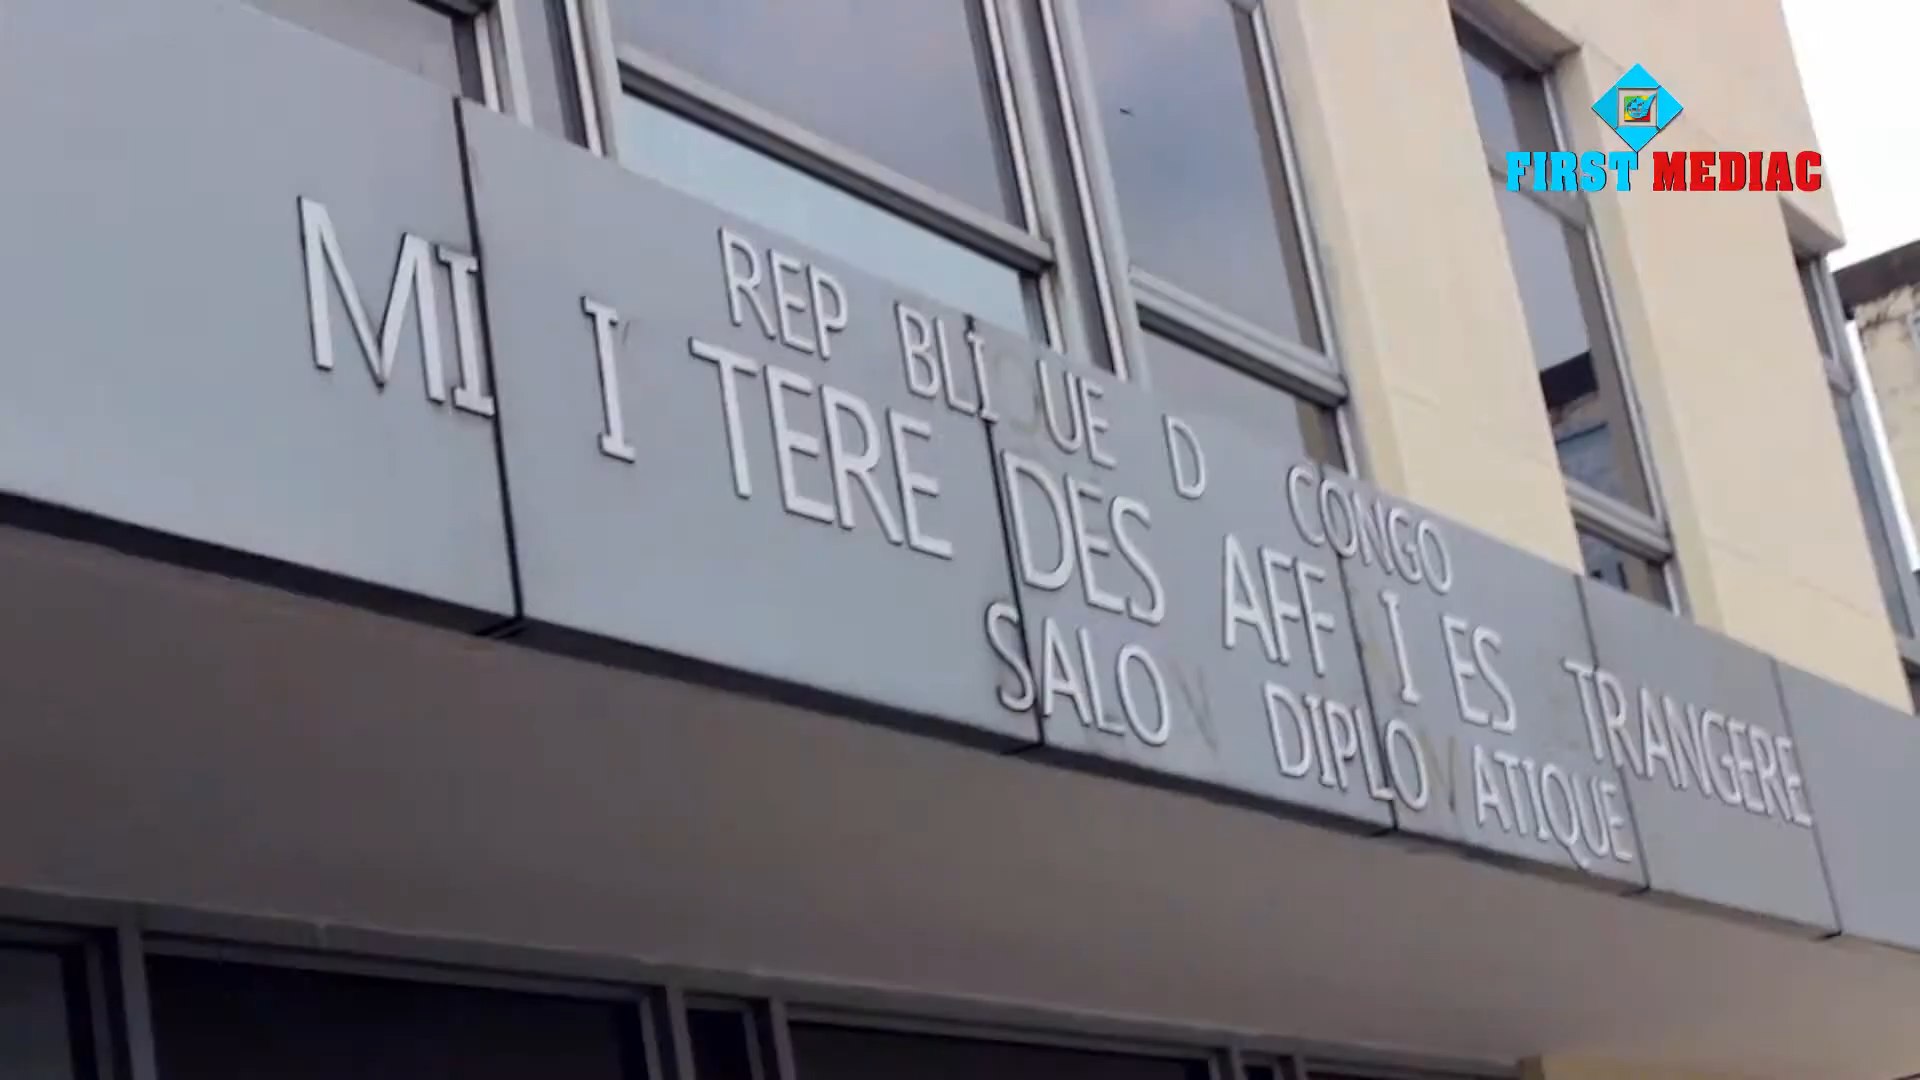 FIRST MEDIAC
REP BLI UE D CONGO
MI I TERE DES AFF I ES TRANGERE
SALO DIPLO ATIQUE